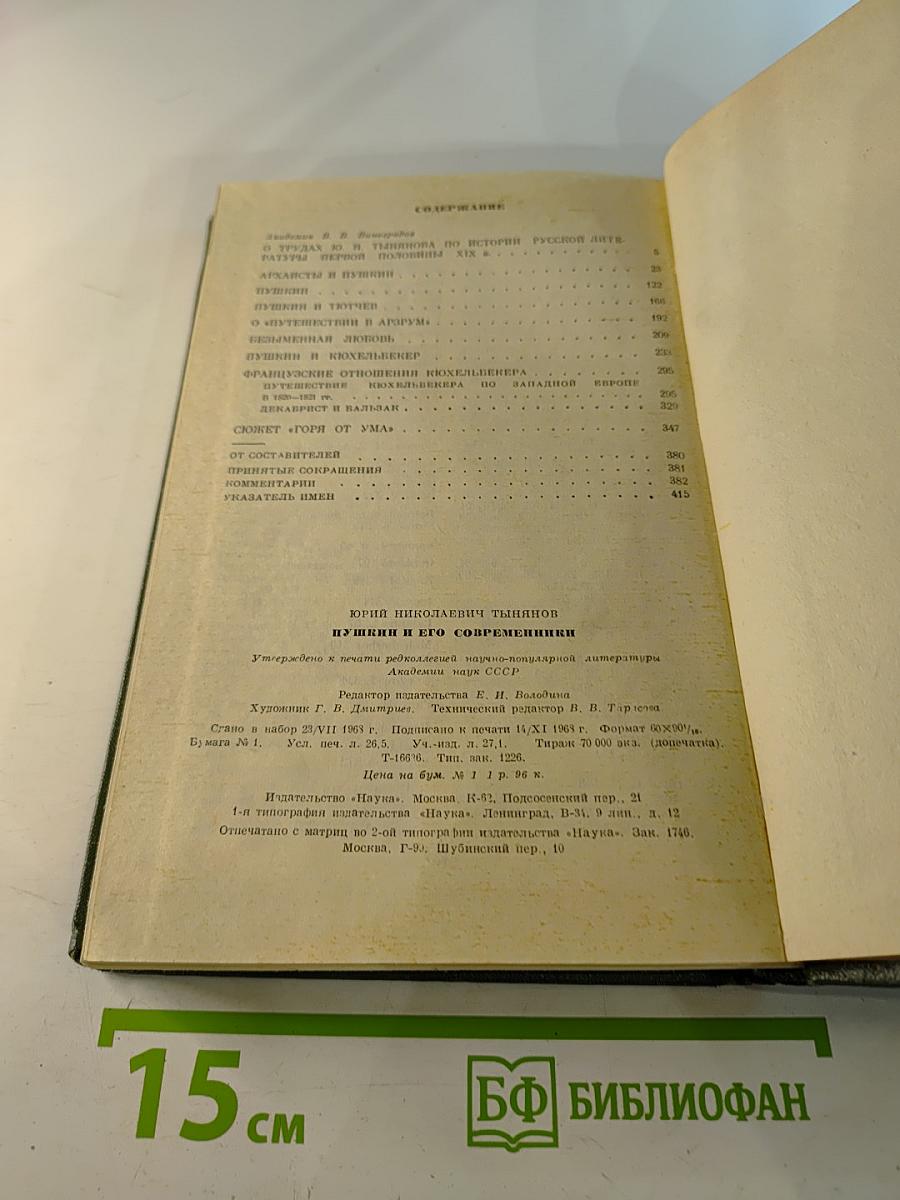 СОДЕРЖАНИЕ
Академик В. В. Виноградов
О ТРУДАХ Ю. Н. ТЫНЯНОВА ПО ИСТОРИИ РУССКОЙ ЛИТЕ-
РАТУРЫ ПЕРВОЙ ПОЛОВИНЫ XIX в. . . . . . . . . . . . 5
АРХАИСТЫ И ПУШКИН . . . . . . . . . . . . 23
ПУШКИН . . . . . . . . . . . . 122
ПУШКИН И ТЮТЧЕВ . . . . . . . . . . . . 166
О «ПУТЕШЕСТВИИ В АРЗРУМ» . . . . . . . . . . . . 192
БЕЗЫМЕННАЯ ЛЮБОВЬ . . . . . . . . . . . . 209
ПУШКИН И КЮХЕЛЬБЕКЕР . . . . . . . . . . . . 233
ФРАНЦУЗСКИЕ ОТНОШЕНИЯ КЮХЕЛЬБЕКЕРА . . . . . . . . 295
ПУТЕШЕСТВИЕ КЮХЕЛЬБЕКЕРА ПО ЗАПАДНОЙ ЕВРОПЕ
В 1820—1821 гг. . . . . . . . . . . . . 295
ДЕКАБРИСТ И БАЛЬЗАК . . . . . . . . . . . . 329
СЮЖЕТ «ГОРЯ ОТ УМА» . . . . . . . . . . . . 347
ОТ СОСТАВИТЕЛЕЙ . . . . . . . . . . . . 380
ПРИНЯТЫЕ СОКРАЩЕНИЯ . . . . . . . . . . . . 381
КОММЕНТАРИИ . . . . . . . . . . . . 382
УКАЗАТЕЛЬ ИМЕН . . . . . . . . . . . . 415
ЮРИЙ НИКОЛАЕВИЧ ТЫНЯНОВ
ПУШКИН И ЕГО СОВРЕМЕННИКИ
Утверждено к печати редколлегией научно-популярной литературы
Академии наук СССР
Редактор издательства Е. И. Володина
Художник Г. В. Дмитриев. Технический редактор В. В. Тарасова
Сдано в набор 23/VII 1968 г. Подписано к печати 14/XI 1968 г. Формат 60×90 1/16.
Бумага № 1. Усл. печ. л. 26,5. Уч.-изд. л. 27,1. Тираж 70 000 экз. (допечатка).
Т-16696. Тип. зак. 1226.
Цена на бум. № 1 1 р. 96 к.
Издательство «Наука». Москва, К-62, Подсосенский пер., 21
1-я типография издательства «Наука». Ленинград, В-34, 9 лин., д. 12
Отпечатано с матриц во 2-ой типографии издательства «Наука». Зак. 1746.
Москва, Г-99, Шубинский пер., 10
15 см
БФ БИБЛИОФАН